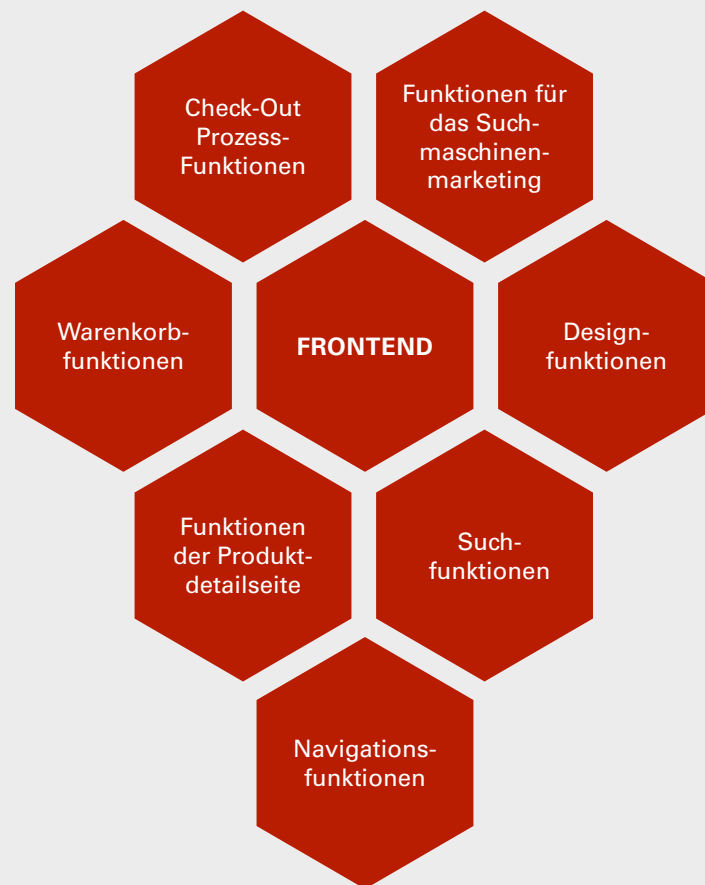 Check-Out
Prozess-
Funktionen
Funktionen für
das Such-
maschinen-
marketing
Warenkorb-
funktionen
FRONTEND
Design-
funktionen
Funktionen
der Produkt-
detailseite
Such-
funktionen
Navigations-
funktionen